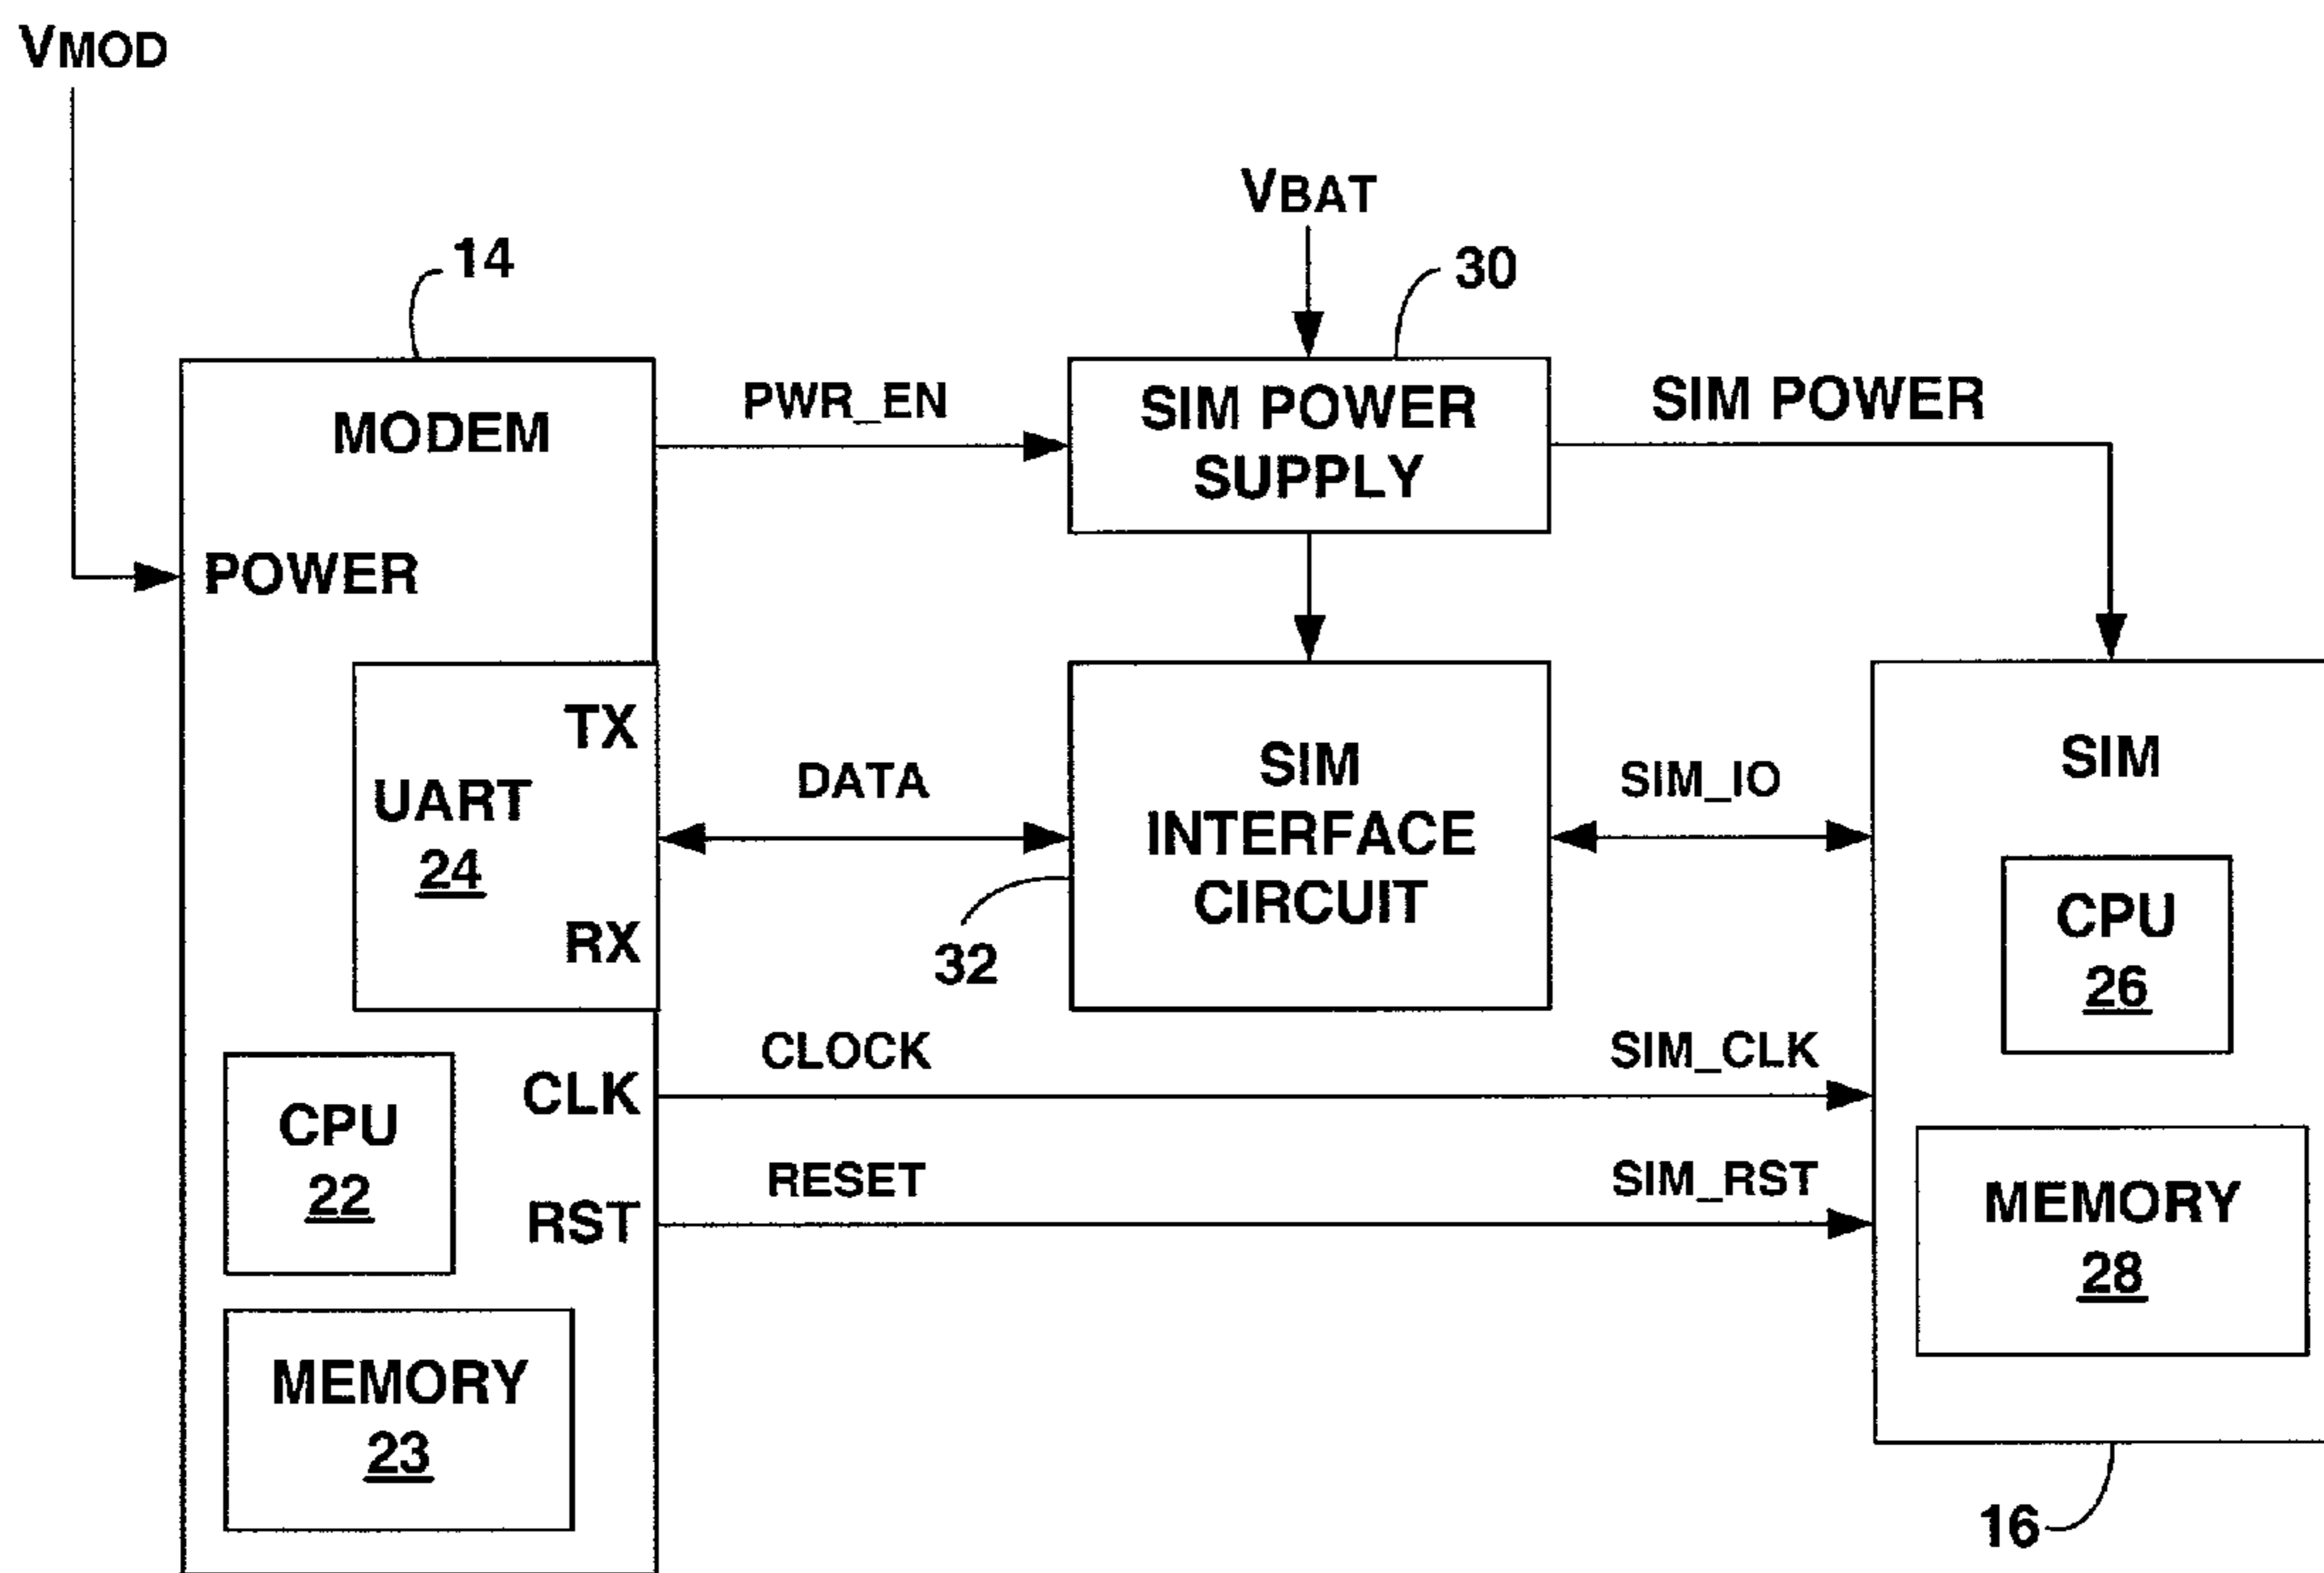 VMOD
VBAT
14
30
MODEM
PWR_EN
SIM POWER
SUPPLY
SIM POWER
POWER
TX
UART
24
RX
DATA
SIM
INTERFACE
CIRCUIT
32
SIM_IO
SIM
CPU
26
CLOCK
SIM_CLK
CLK
CPU
22
RESET
SIM_RST
RST
MEMORY
28
MEMORY
23
16